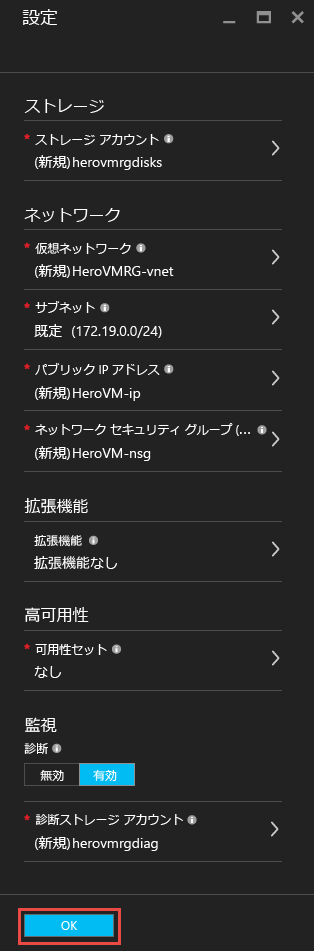 設定
ストレージ
* ストレージ アカウント
(新規)herovmrgdisks
ネットワーク
* 仮想ネットワーク
(新規)HeroVMRG-vnet
* サブネット
既定 (172.19.0.0/24)
* パブリック IP アドレス
(新規)HeroVM-ip
* ネットワーク セキュリティ グループ (...
(新規)HeroVM-nsg
拡張機能
拡張機能
拡張機能なし
高可用性
* 可用性セット
なし
監視
診断
無効 有効
* 診断ストレージ アカウント
(新規)herovmrgdiag
OK